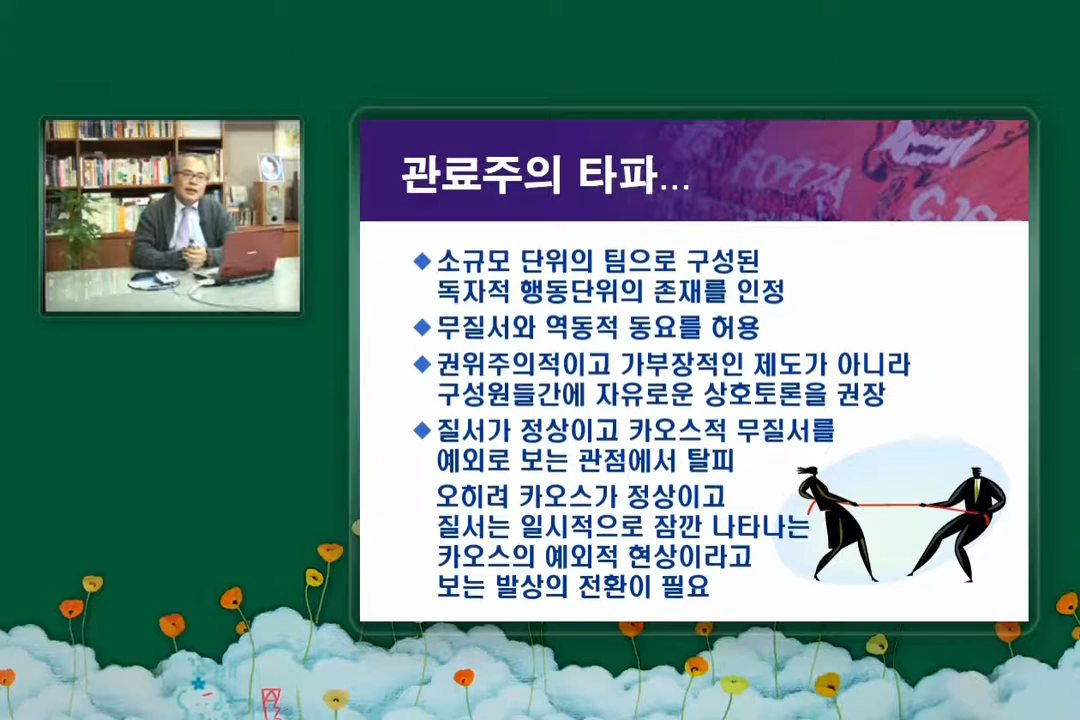 관료주의 타파...
FORZA
◆소규모 단위의 팀으로 구성된
독자적 행동단위의 존재를 인정
◆무질서와 역동적 동요를 허용
◆권위주의적이고 가부장적인 제도가 아니라
구성원들간에 자유로운 상호토론을 권장
◆질서가 정상이고 카오스적 무질서를
예외로 보는 관점에서 탈피
오히려 카오스가 정상이고
질서는 일시적으로 잠깐 나타나는
카오스의 예외적 현상이라고
보는 발상의 전환이 필요